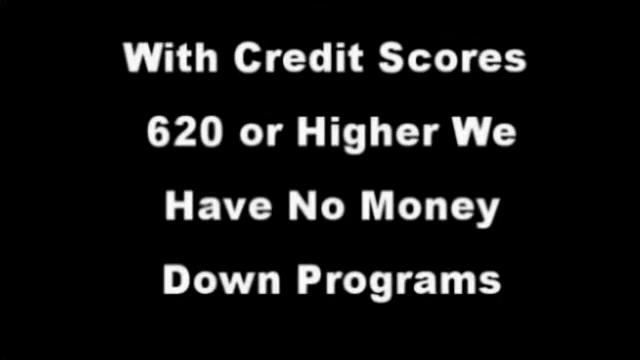 With Credit Scores
620 or Higher We
Have No Money
Down Programs